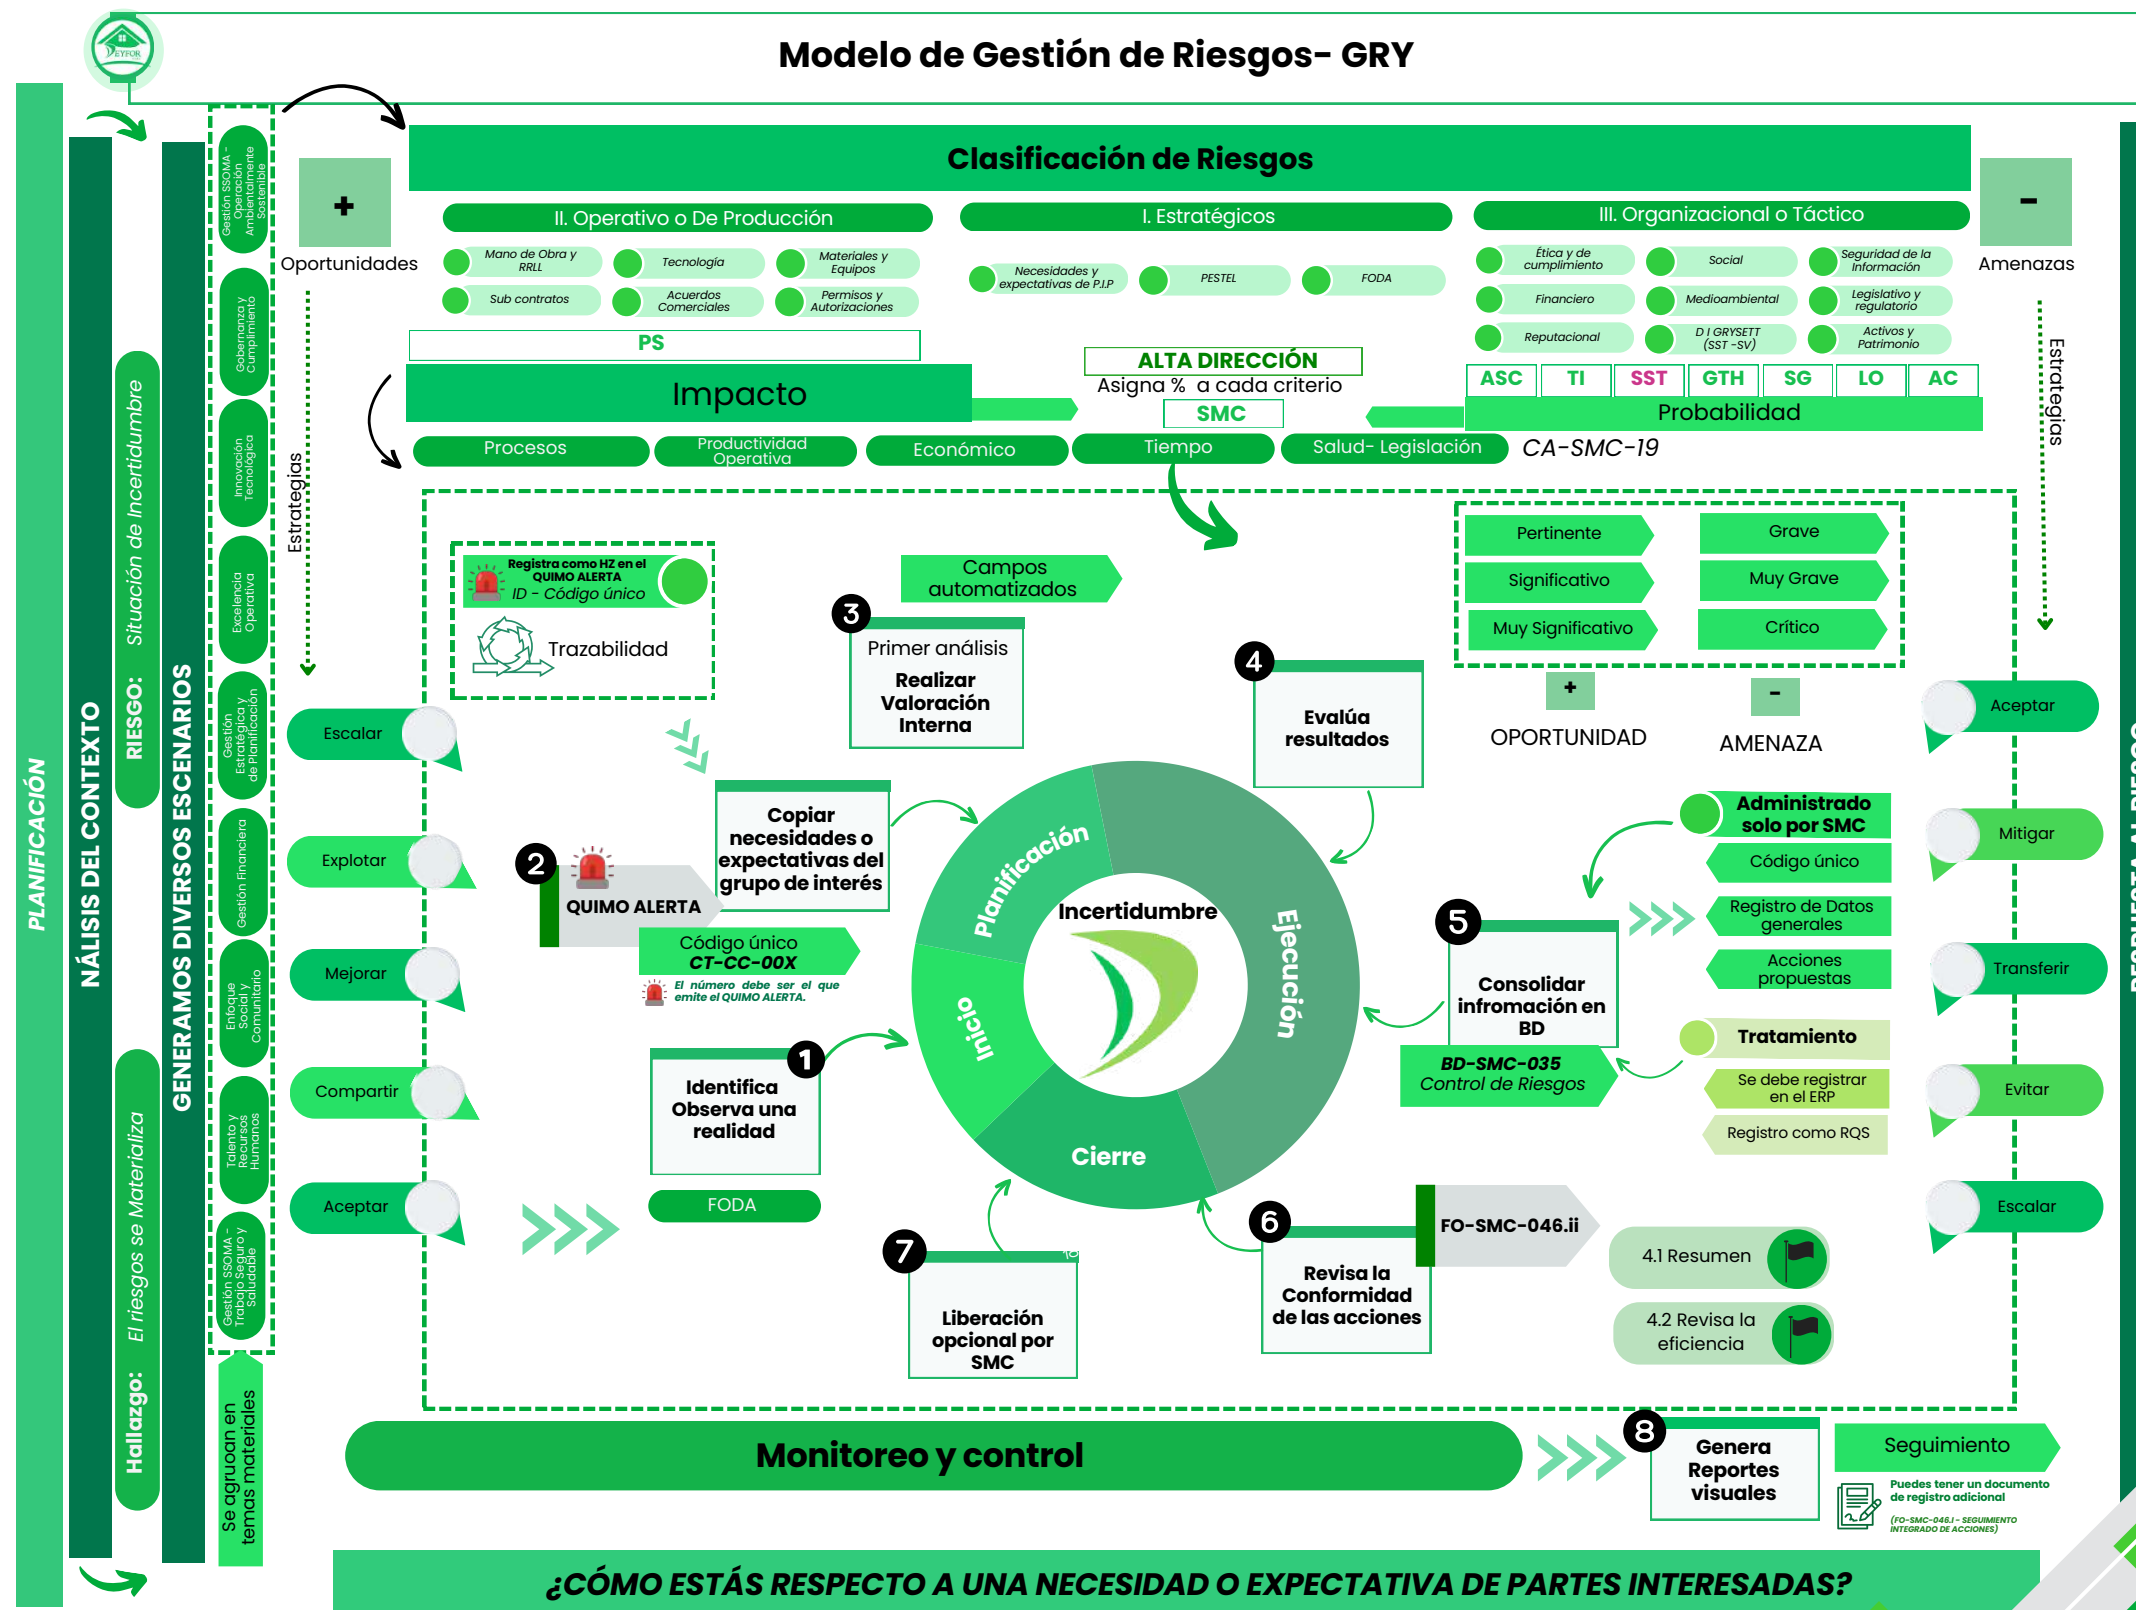 DEYFOR
Modelo de Gestión de Riesgos- GRY
PLANIFICACIÓN
NÁLISIS DEL CONTEXTO
RIESGO: Situación de Incertidumbre
Hallazgo: El riesgos se Materializa
GENERAMOS DIVERSOS ESCENARIOS
Gestión SSOMA -
Operación
Ambientalmente
Sostenible
Gobernanza y
Cumplimiento
Innovación
Tecnológica
Excelencia
Operativa
Gestión
Estratégica y
de Planificación
Gestión Financiera
Enfoque
Social y
Comunitario
Talento y
Recursos
Humanos
Gestión SSOMA -
Trabajo Seguro y
Saludable
Se agruoan en
temas materiales
+
Oportunidades
Estrategias
Clasificación de Riesgos
-
Amenazas
Estrategias
II. Operativo o De Producción
Mano de Obra y
RRLL
Tecnología
Materiales y
Equipos
Sub contratos
Acuerdos
Comerciales
Permisos y
Autorizaciones
PS
I. Estratégicos
Necesidades y
expectativas de P.I.P
PESTEL
FODA
III. Organizacional o Táctico
Ética y de
cumplimiento
Social
Seguridad de la
Información
Financiero
Medioambiental
Legislativo y
regulatorio
Reputacional
D I GRYSETT
(SST -SV)
Activos y
Patrimonio
ALTA DIRECCIÓN
Asigna % a cada criterio
SMC
ASC TI SST GTH SG LO AC
Impacto
Probabilidad
Procesos
Productividad
Operativa
Económico
Tiempo
Salud- Legislación
CA-SMC-19
Registra como HZ en el
QUIMO ALERTA
ID - Código único
Trazabilidad
Campos
automatizados
Pertinente
Grave
Significativo
Muy Grave
Muy Significativo
Crítico
+
OPORTUNIDAD
-
AMENAZA
Escalar
Explotar
Mejorar
Compartir
Aceptar
3
Primer análisis
Realizar
Valoración
Interna
4
Evalúa
resultados
Copiar
necesidades o
expectativas del
grupo de interés
2
QUIMO ALERTA
Código único
CT-CC-00X
El número debe ser el que
emite el QUIMO ALERTA.
1
Identifica
Observa una
realidad
FODA
Planificación
Ejecución
Inicio
Cierre
Incertidumbre
Administrado
solo por SMC
Código único
Registro de Datos
generales
Acciones
propuestas
5
Consolidar
infromación en
BD
BD-SMC-035
Control de Riesgos
Tratamiento
Se debe registrar
en el ERP
Registro como RQS
Aceptar
Mitigar
Transferir
Evitar
Escalar
6
Revisa la
Conformidad
de las acciones
FO-SMC-046.ii
4.1 Resumen
4.2 Revisa la
eficiencia
7
Liberación
opcional por
SMC
Monitoreo y control
8
Genera
Reportes
visuales
Seguimiento
Puedes tener un documento
de registro adicional
(FO-SMC-046.I - SEGUIMIENTO
INTEGRADO DE ACCIONES)
¿CÓMO ESTÁS RESPECTO A UNA NECESIDAD O EXPECTATIVA DE PARTES INTERESADAS?